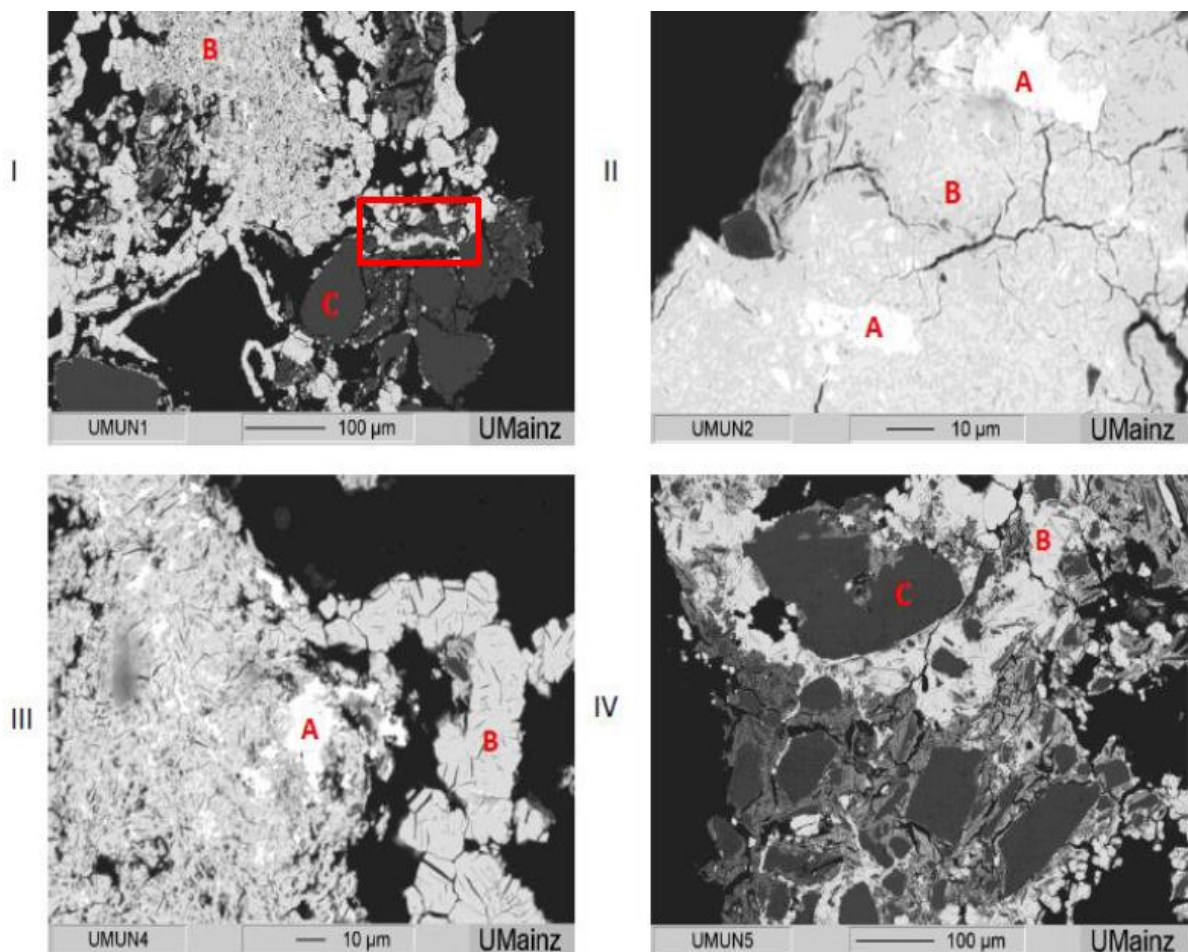 B
C
I
UMUN1 100 µm UMainz
A
B
A
II
UMUN2 10 µm UMainz
A
B
III
UMUN4 10 µm UMainz
B
C
IV
UMUN5 100 µm UMainz